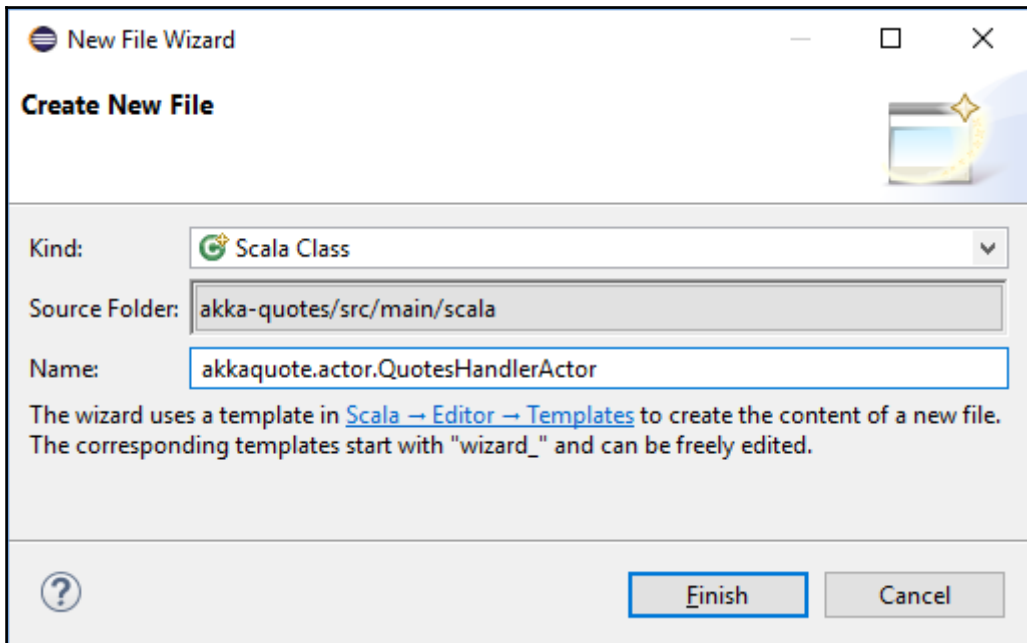 New File Wizard
Create New File
Kind: Scala Class
Source Folder: akka-quotes/src/main/scala
Name: akkaquote.actor.QuotesHandlerActor
The wizard uses a template in Scala → Editor → Templates to create the content of a new file.
The corresponding templates start with "wizard_" and can be freely edited.
? Finish Cancel